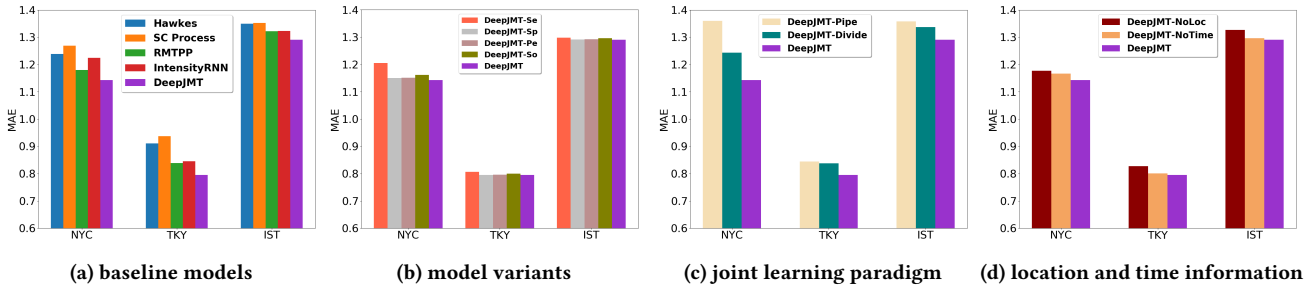 MAE
1.4
1.3
1.2
1.1
1.0
0.9
0.8
0.7
0.6
Hawkes
SC Process
RMTPP
IntensityRNN
DeepJMT
NYC
TKY
IST
(a) baseline models
MAE
1.4
1.3
1.2
1.1
1.0
0.9
0.8
0.7
0.6
DeepJMT-Se
DeepJMT-Sp
DeepJMT-Pe
DeepJMT-So
DeepJMT
NYC
TKY
IST
(b) model variants
MAE
1.4
1.3
1.2
1.1
1.0
0.9
0.8
0.7
0.6
DeepJMT-Pipe
DeepJMT-Divide
DeepJMT
NYC
TKY
IST
(c) joint learning paradigm
MAE
1.4
1.3
1.2
1.1
1.0
0.9
0.8
0.7
0.6
DeepJMT-NoLoc
DeepJMT-NoTime
DeepJMT
NYC
TKY
IST
(d) location and time information